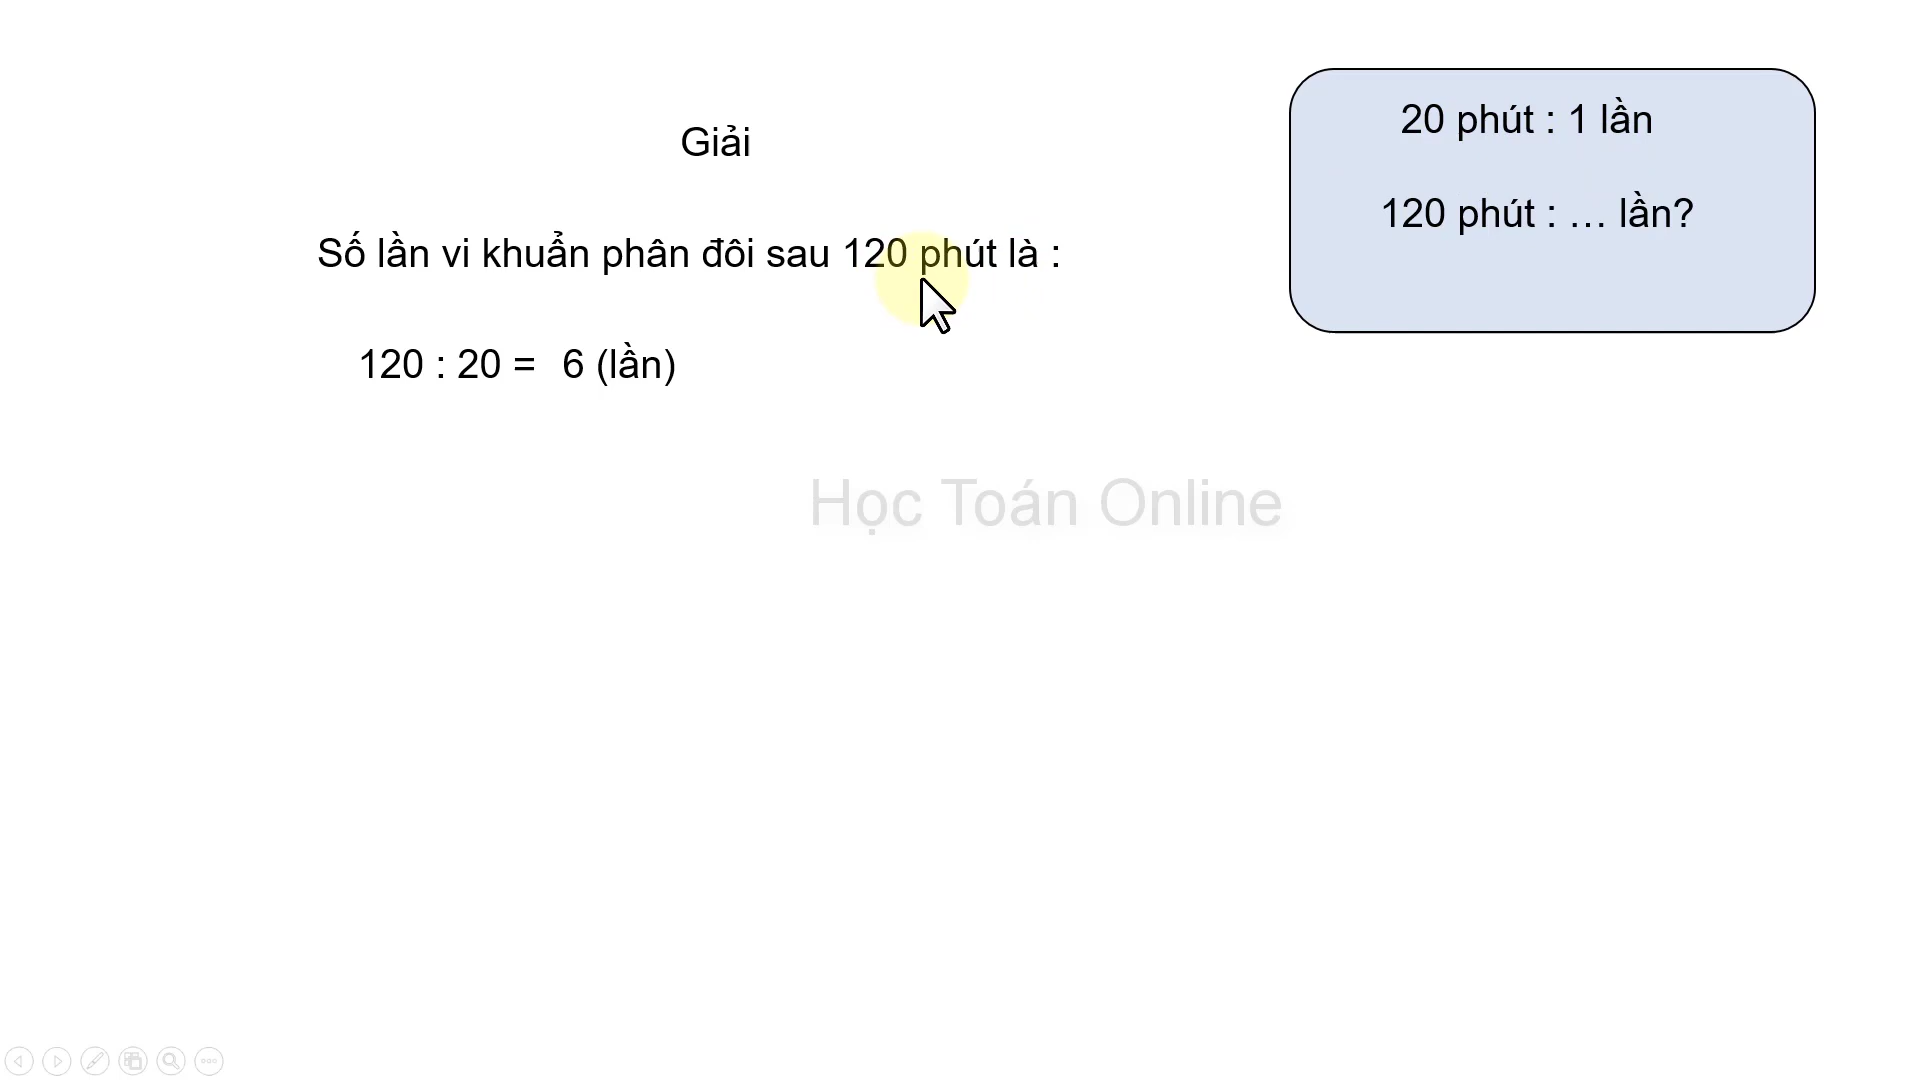 Giải
Số lần vi khuẩn phân đôi sau 120 phút là :
120 : 20 = 6 (lần)
20 phút : 1 lần
120 phút : … lần?
Học Toán Online